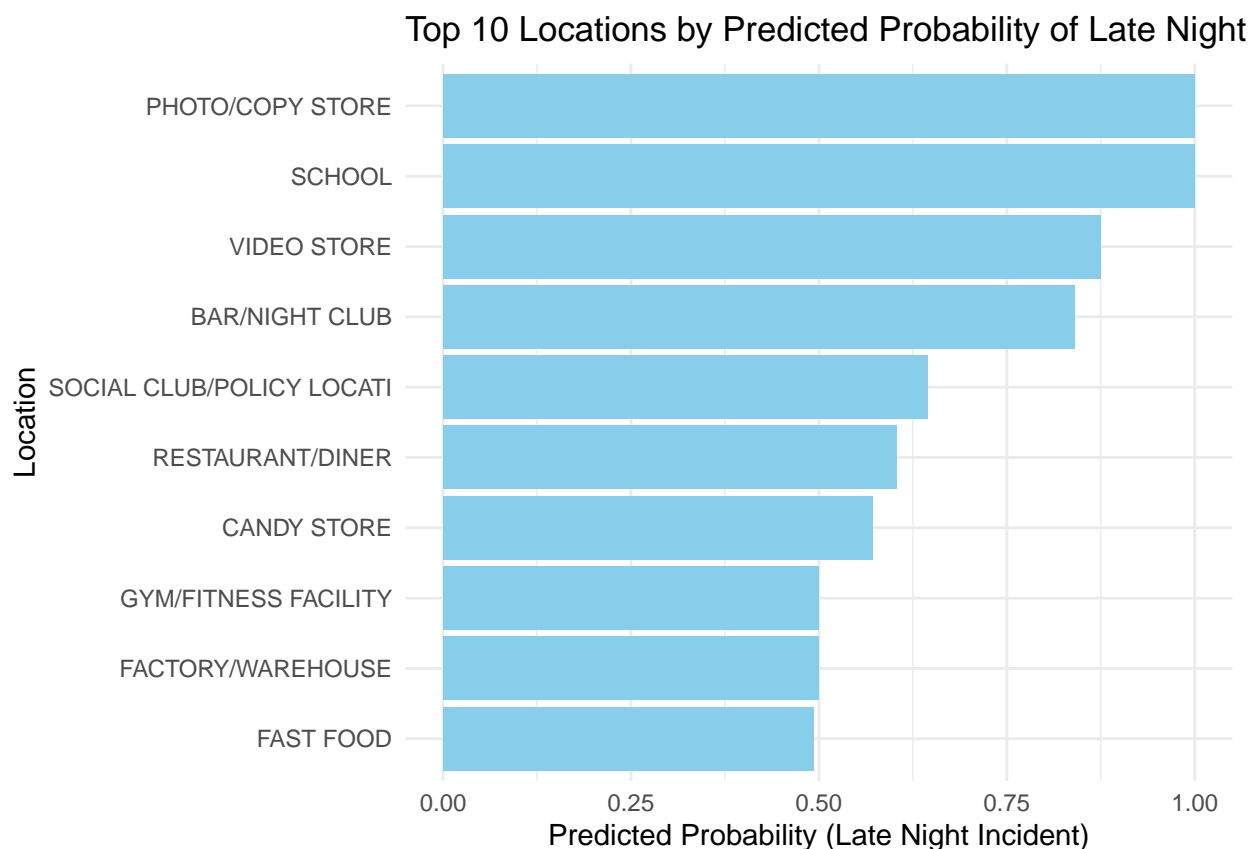 Top 10 Locations by Predicted Probability of Late Night
PHOTO/COPY STORE
SCHOOL
VIDEO STORE
BAR/NIGHT CLUB
SOCIAL CLUB/POLICY LOCATI
RESTAURANT/DINER
CANDY STORE
GYM/FITNESS FACILITY
FACTORY/WAREHOUSE
FAST FOOD
Location
0.00 0.25 0.50 0.75 1.00
Predicted Probability (Late Night Incident)